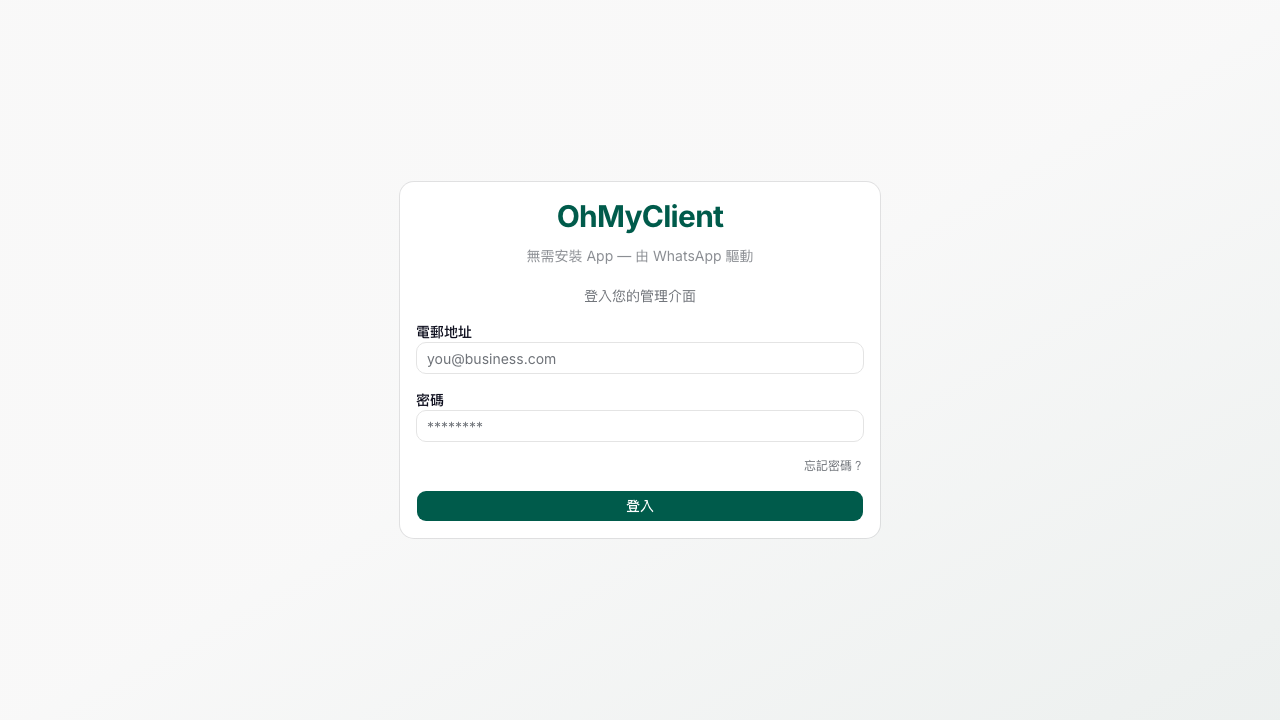 OhMyClient
無需安裝 App — 由 WhatsApp 驅動
登入您的管理介面
電郵地址
you@business.com
密碼
********
忘記密碼？
登入